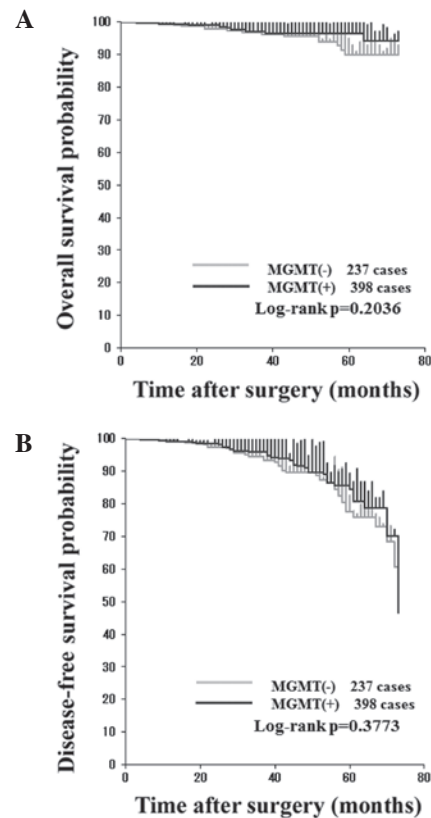 A
Overall survival probability
100
90
80
70
60
50
40
30
20
10
0
MGMT(-) 237 cases
MGMT(+) 398 cases
Log-rank p=0.2036
0 20 40 60 80
Time after surgery (months)
B
Disease-free survival probability
100
90
80
70
60
50
40
30
20
10
0
MGMT(-) 237 cases
MGMT(+) 398 cases
Log-rank p=0.3773
0 20 40 60 80
Time after surgery (months)